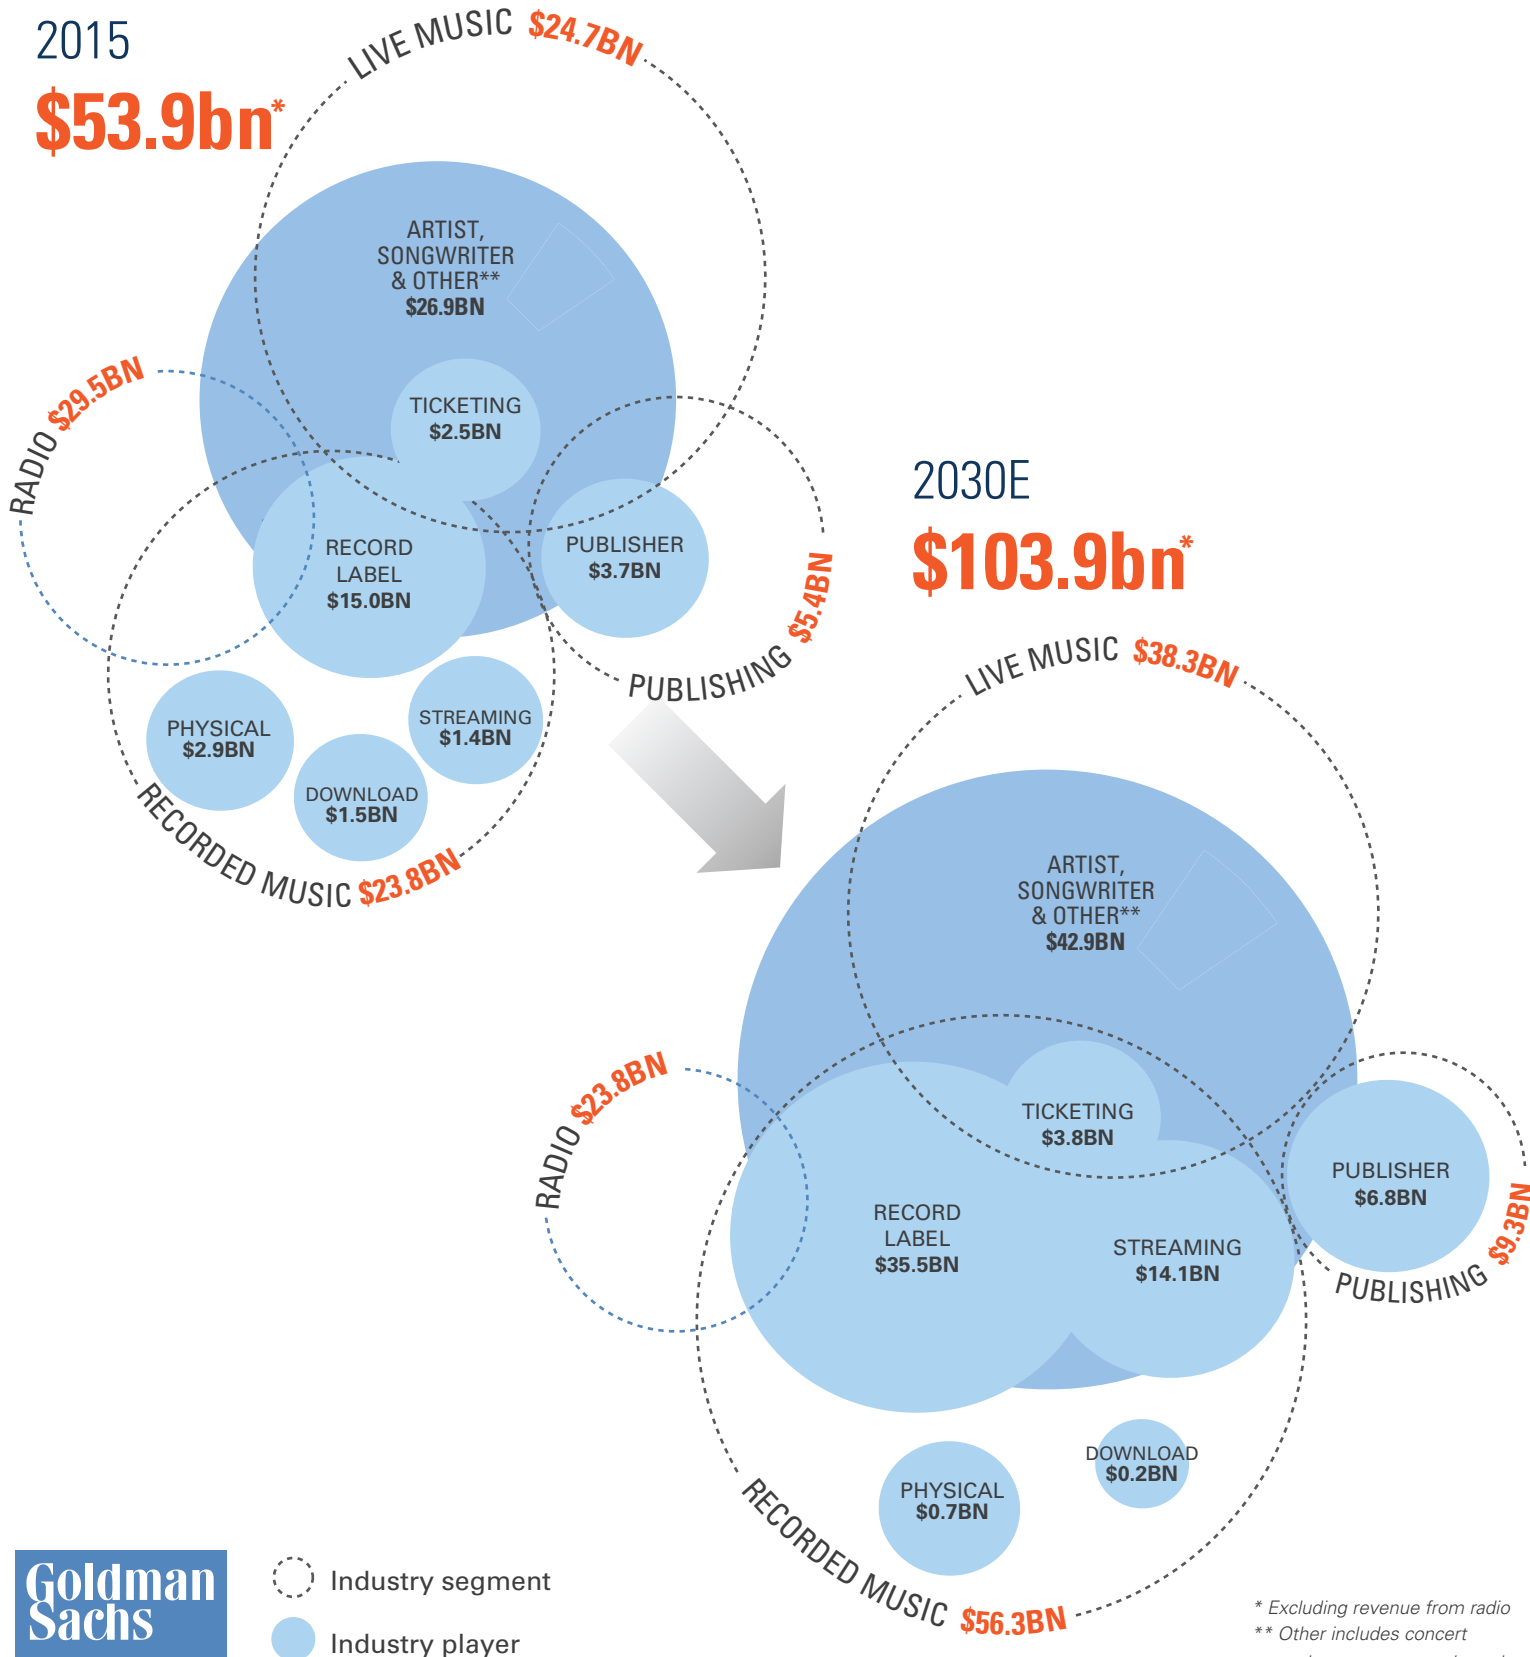 2015
$53.9bn*
LIVE MUSIC $24.7BN
ARTIST,
SONGWRITER
& OTHER**
$26.9BN
TICKETING
$2.5BN
RADIO $29.5BN
RECORD
LABEL
$15.0BN
PUBLISHER
$3.7BN
PUBLISHING $5.4BN
PHYSICAL
$2.9BN
DOWNLOAD
$1.5BN
STREAMING
$1.4BN
RECORDED MUSIC $23.8BN
2030E
$103.9bn*
LIVE MUSIC $38.3BN
ARTIST,
SONGWRITER
& OTHER**
$42.9BN
TICKETING
$3.8BN
RADIO $23.8BN
RECORD
LABEL
$35.5BN
STREAMING
$14.1BN
PUBLISHER
$6.8BN
PUBLISHING $9.3BN
PHYSICAL
$0.7BN
DOWNLOAD
$0.2BN
RECORDED MUSIC $56.3BN
Goldman
Sachs
Industry segment
Industry player
* Excluding revenue from radio
** Other includes concert